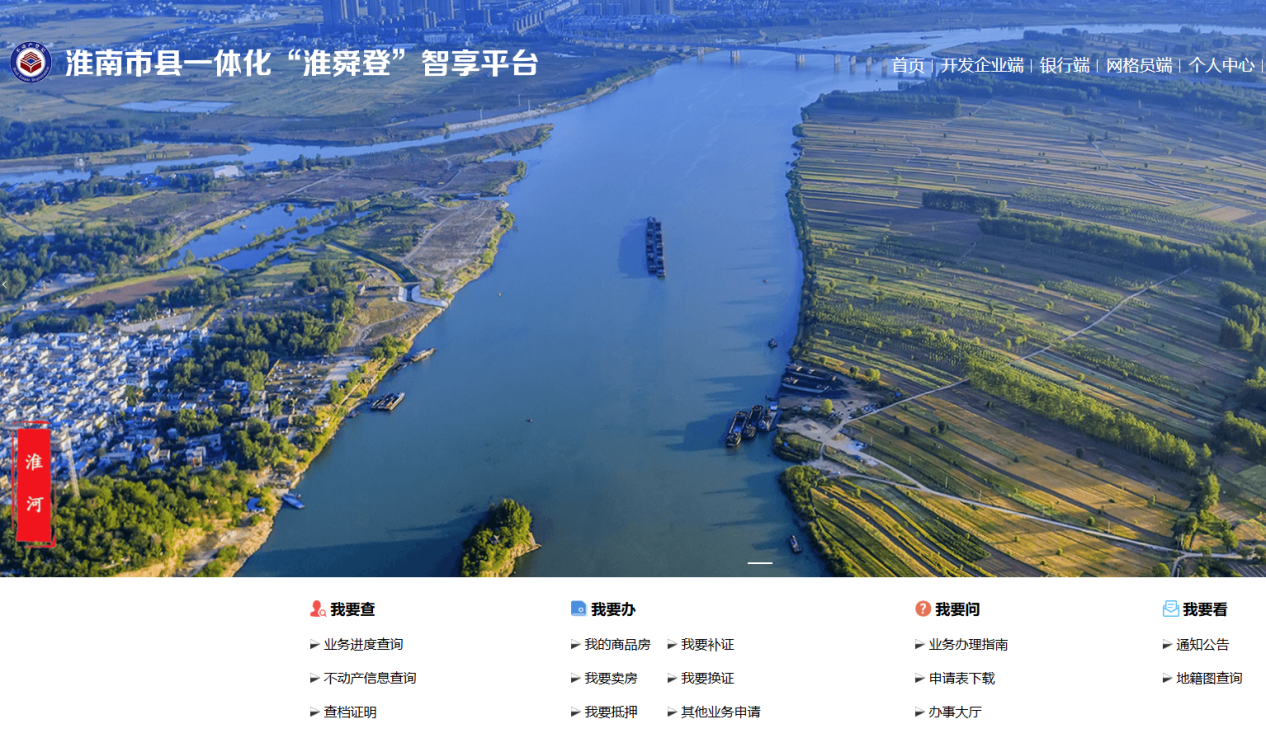 淮南市县一体化“淮舜登”智享平台
首页 | 开发企业端 | 银行端 | 网格员端 | 个人中心 |
淮河
我要查
业务进度查询
不动产信息查询
查档证明
我要办
我的商品房 我要补证
我要卖房 我要换证
我要抵押 其他业务申请
我要问
业务办理指南
申请表下载
办事大厅
我要看
通知公告
地籍图查询